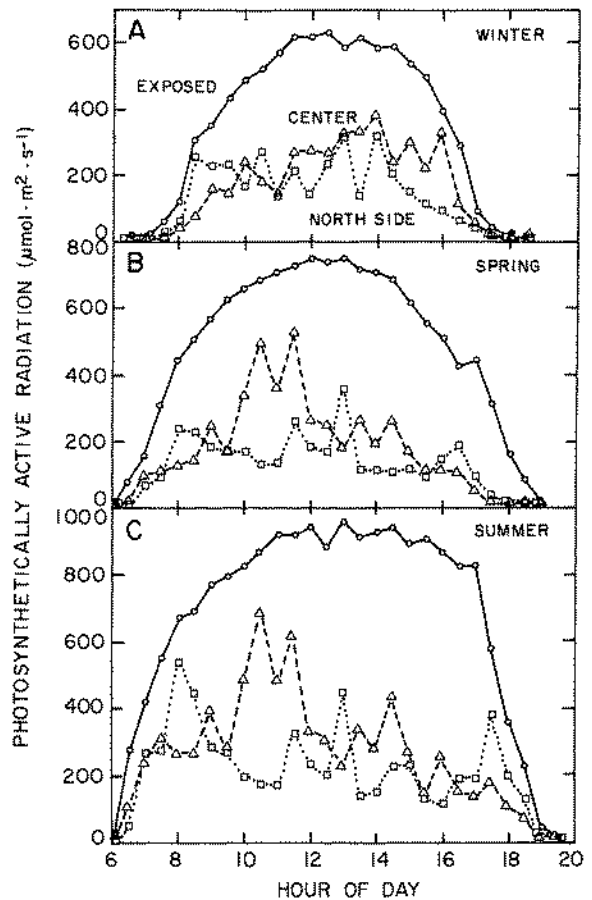 A
WINTER
EXPOSED
CENTER
NORTH SIDE
600
400
200
0
B
SPRING
800
600
400
200
0
C
SUMMER
1000
800
600
400
200
0
6 8 10 12 14 16 18 20
HOUR OF DAY
PHOTOSYNTHETICALLY ACTIVE RADIATION (μmol·m²·s⁻¹)